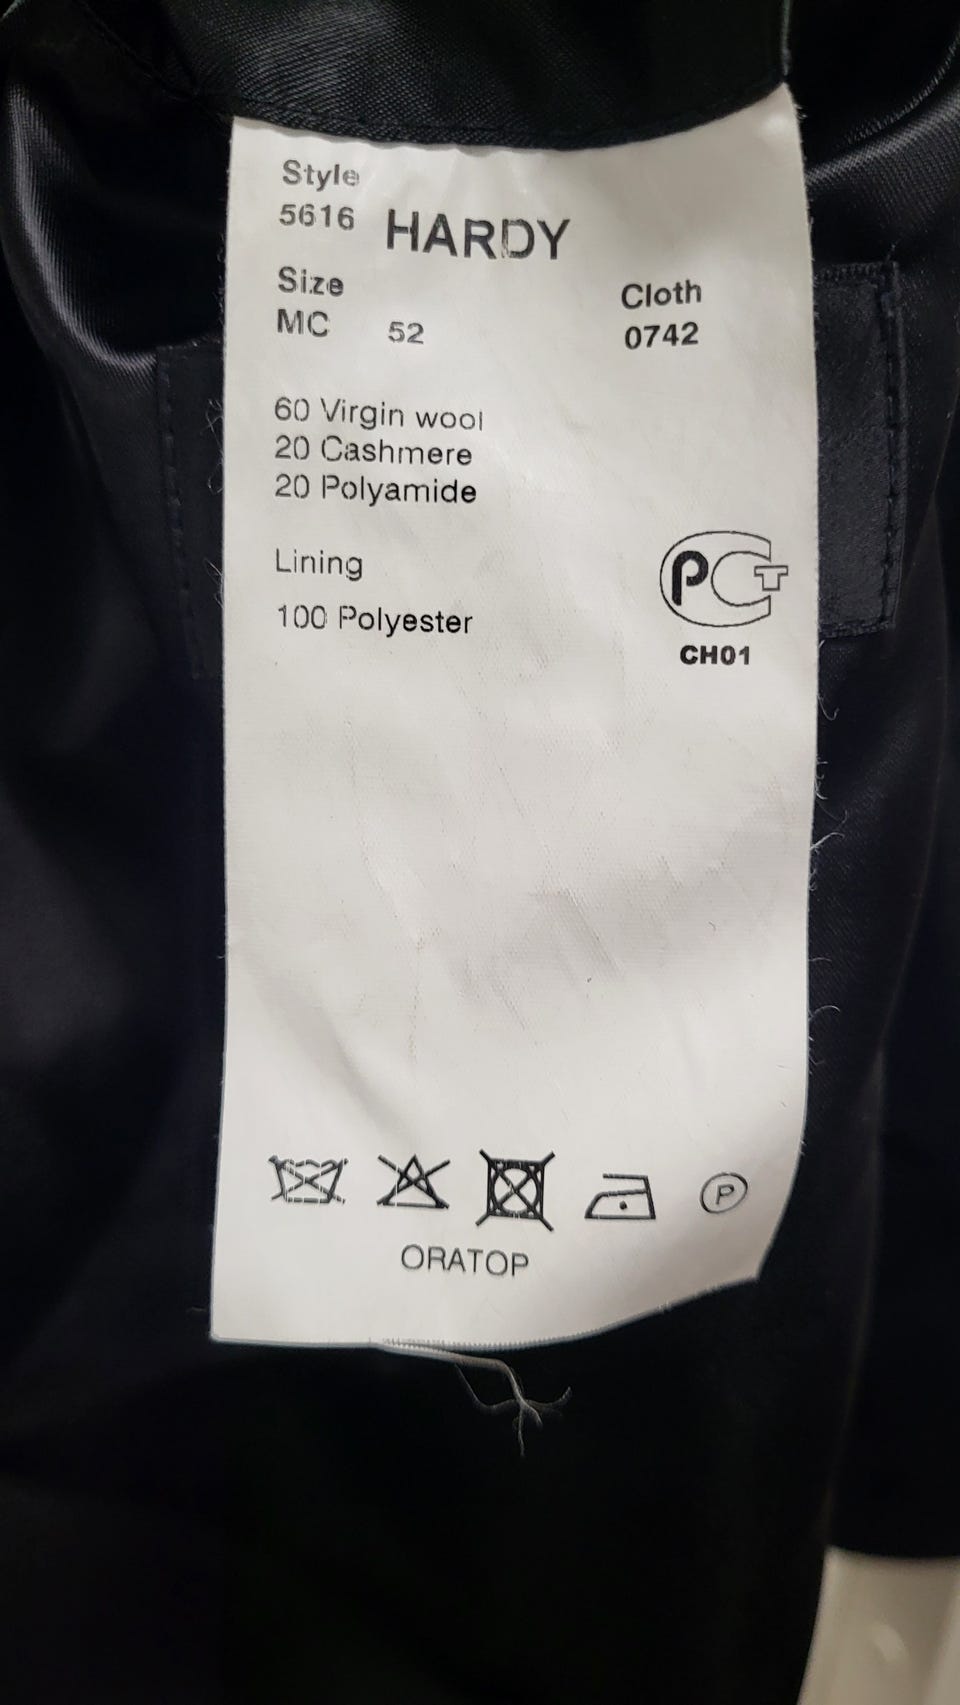 Style
5616 HARDY
Size
MC 52
Cloth
0742
60 Virgin wool
20 Cashmere
20 Polyamide
Lining
100 Polyester
РСТ
CH01
P
ORATOP